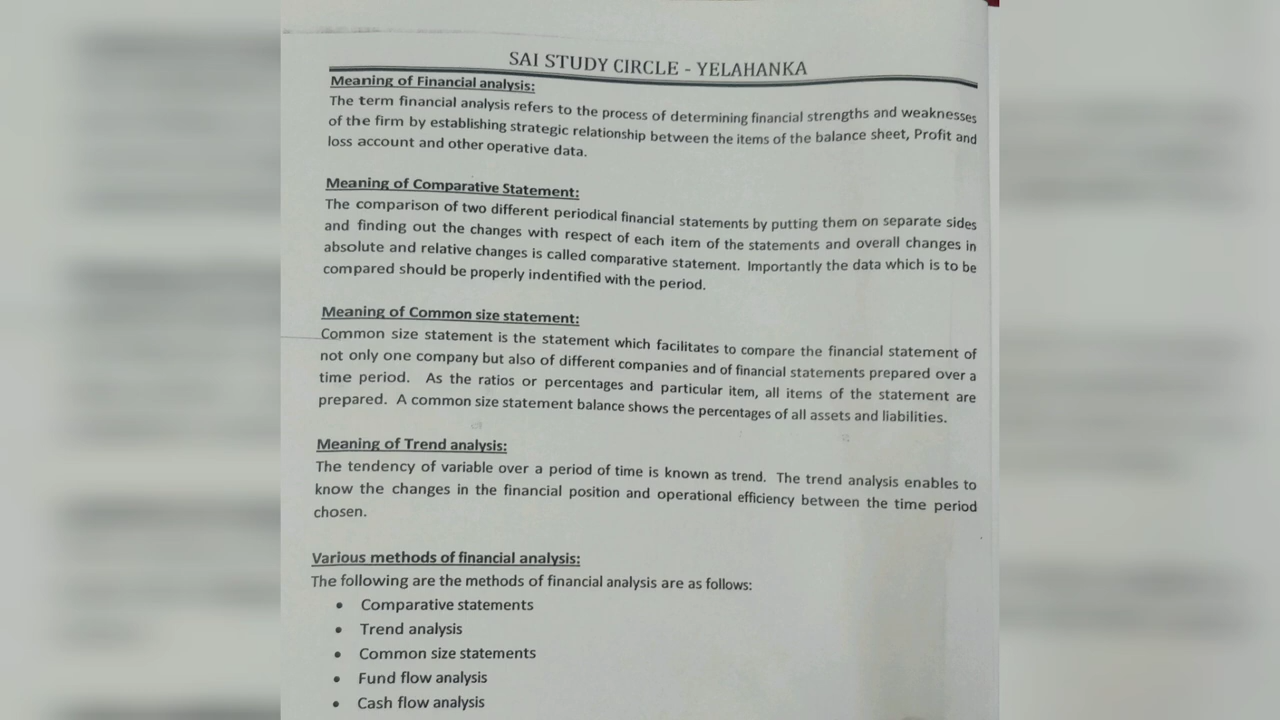 SAI STUDY CIRCLE - YELAHANKA
Meaning of Financial analysis:
The term financial analysis refers to the process of determining financial strengths and weaknesses
of the firm by establishing strategic relationship between the items of the balance sheet, Profit and
loss account and other operative data.
Meaning of Comparative Statement:
The comparison of two different periodical financial statements by putting them on separate sides
and finding out the changes with respect of each item of the statements and overall changes in
absolute and relative changes is called comparative statement. Importantly the data which is to be
compared should be properly indentified with the period.
Meaning of Common size statement:
Common size statement is the statement which facilitates to compare the financial statement of
not only one company but also of different companies and of financial statements prepared over a
time period. As the ratios or percentages and particular item, all items of the statement are
prepared. A common size statement balance shows the percentages of all assets and liabilities.
Meaning of Trend analysis:
The tendency of variable over a period of time is known as trend. The trend analysis enables to
know the changes in the financial position and operational efficiency between the time period
chosen.
Various methods of financial analysis:
The following are the methods of financial analysis are as follows:
• Comparative statements
• Trend analysis
• Common size statements
• Fund flow analysis
• Cash flow analysis